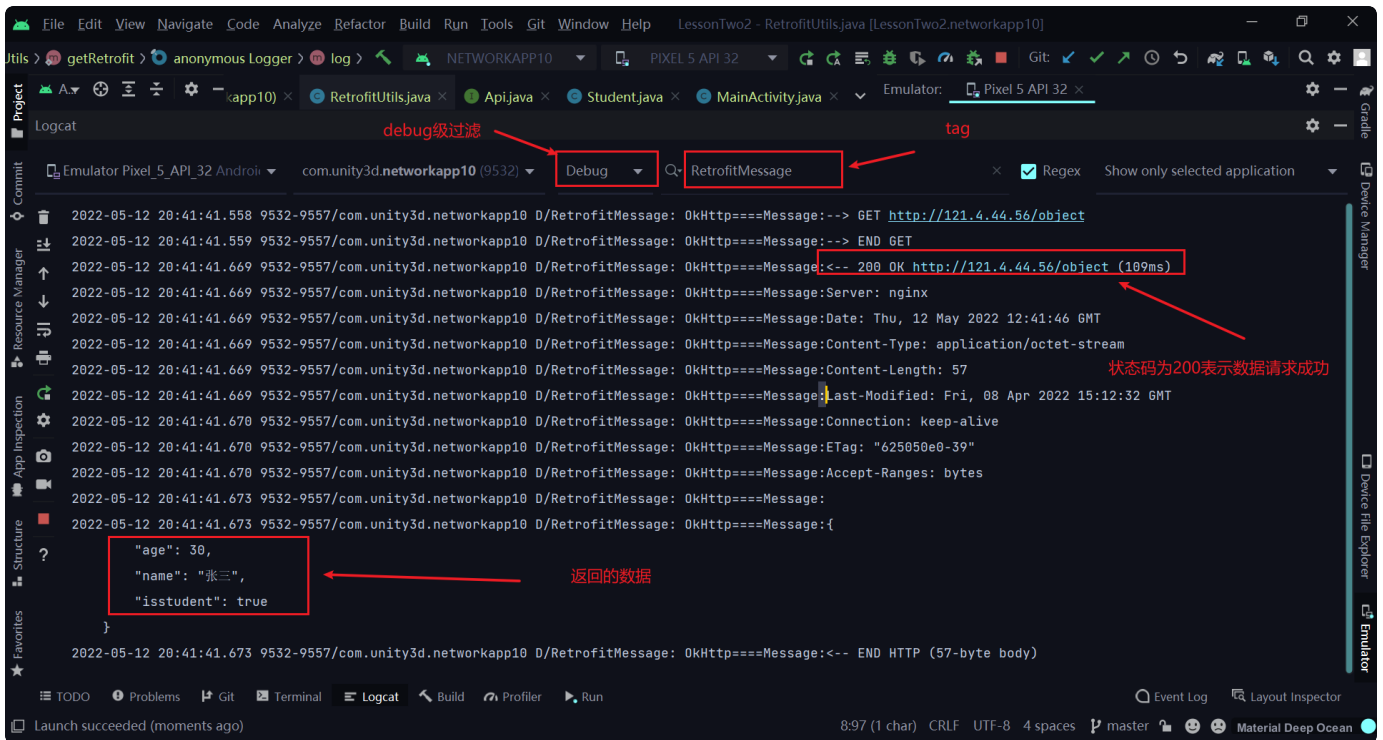 File Edit View Navigate Code Analyze Refactor Build Run Tools Git Window Help LessonTwo2 - RetrofitUtils.java [LessonTwo2.networkapp10]
Utils > getRetrofit > anonymous Logger > log > NETWORKAPP10 PIXEL 5 API 32 Git:
Project
A... kapp10) × RetrofitUtils.java × Api.java × Student.java × MainActivity.java × Emulator: Pixel 5 API 32 ×
Gradle
Logcat
debug级过滤
tag
Commit
Emulator Pixel_5_API_32 Androi com.unity3d.networkapp10 (9532) Debug RetrofitMessage × Regex Show only selected application
Device Manager
2022-05-12 20:41:41.558 9532-9557/com.unity3d.networkapp10 D/RetrofitMessage: OkHttp====Message:--> GET http://121.4.44.56/object
2022-05-12 20:41:41.559 9532-9557/com.unity3d.networkapp10 D/RetrofitMessage: OkHttp====Message:--> END GET
2022-05-12 20:41:41.669 9532-9557/com.unity3d.networkapp10 D/RetrofitMessage: OkHttp====Message:<-- 200 OK http://121.4.44.56/object (109ms)
Resource Manager
2022-05-12 20:41:41.669 9532-9557/com.unity3d.networkapp10 D/RetrofitMessage: OkHttp====Message:Server: nginx
2022-05-12 20:41:41.669 9532-9557/com.unity3d.networkapp10 D/RetrofitMessage: OkHttp====Message:Date: Thu, 12 May 2022 12:41:46 GMT
2022-05-12 20:41:41.669 9532-9557/com.unity3d.networkapp10 D/RetrofitMessage: OkHttp====Message:Content-Type: application/octet-stream
2022-05-12 20:41:41.669 9532-9557/com.unity3d.networkapp10 D/RetrofitMessage: OkHttp====Message:Content-Length: 57
状态码为200表示数据请求成功
2022-05-12 20:41:41.669 9532-9557/com.unity3d.networkapp10 D/RetrofitMessage: OkHttp====Message:Last-Modified: Fri, 08 Apr 2022 15:12:32 GMT
2022-05-12 20:41:41.670 9532-9557/com.unity3d.networkapp10 D/RetrofitMessage: OkHttp====Message:Connection: keep-alive
App Inspection
2022-05-12 20:41:41.670 9532-9557/com.unity3d.networkapp10 D/RetrofitMessage: OkHttp====Message:ETag: "625050e0-39"
2022-05-12 20:41:41.670 9532-9557/com.unity3d.networkapp10 D/RetrofitMessage: OkHttp====Message:Accept-Ranges: bytes
2022-05-12 20:41:41.673 9532-9557/com.unity3d.networkapp10 D/RetrofitMessage: OkHttp====Message:
2022-05-12 20:41:41.673 9532-9557/com.unity3d.networkapp10 D/RetrofitMessage: OkHttp====Message:{
Device File Explorer
Structure
"age": 30,
"name": "张三",
返回的数据
"isstudent": true
}
Favorites
Emulator
2022-05-12 20:41:41.673 9532-9557/com.unity3d.networkapp10 D/RetrofitMessage: OkHttp====Message:<-- END HTTP (57-byte body)
TODO Problems Git Terminal Logcat Build Profiler Run Event Log Layout Inspector
Launch succeeded (moments ago) 8:97 (1 char) CRLF UTF-8 4 spaces master Material Deep Ocean